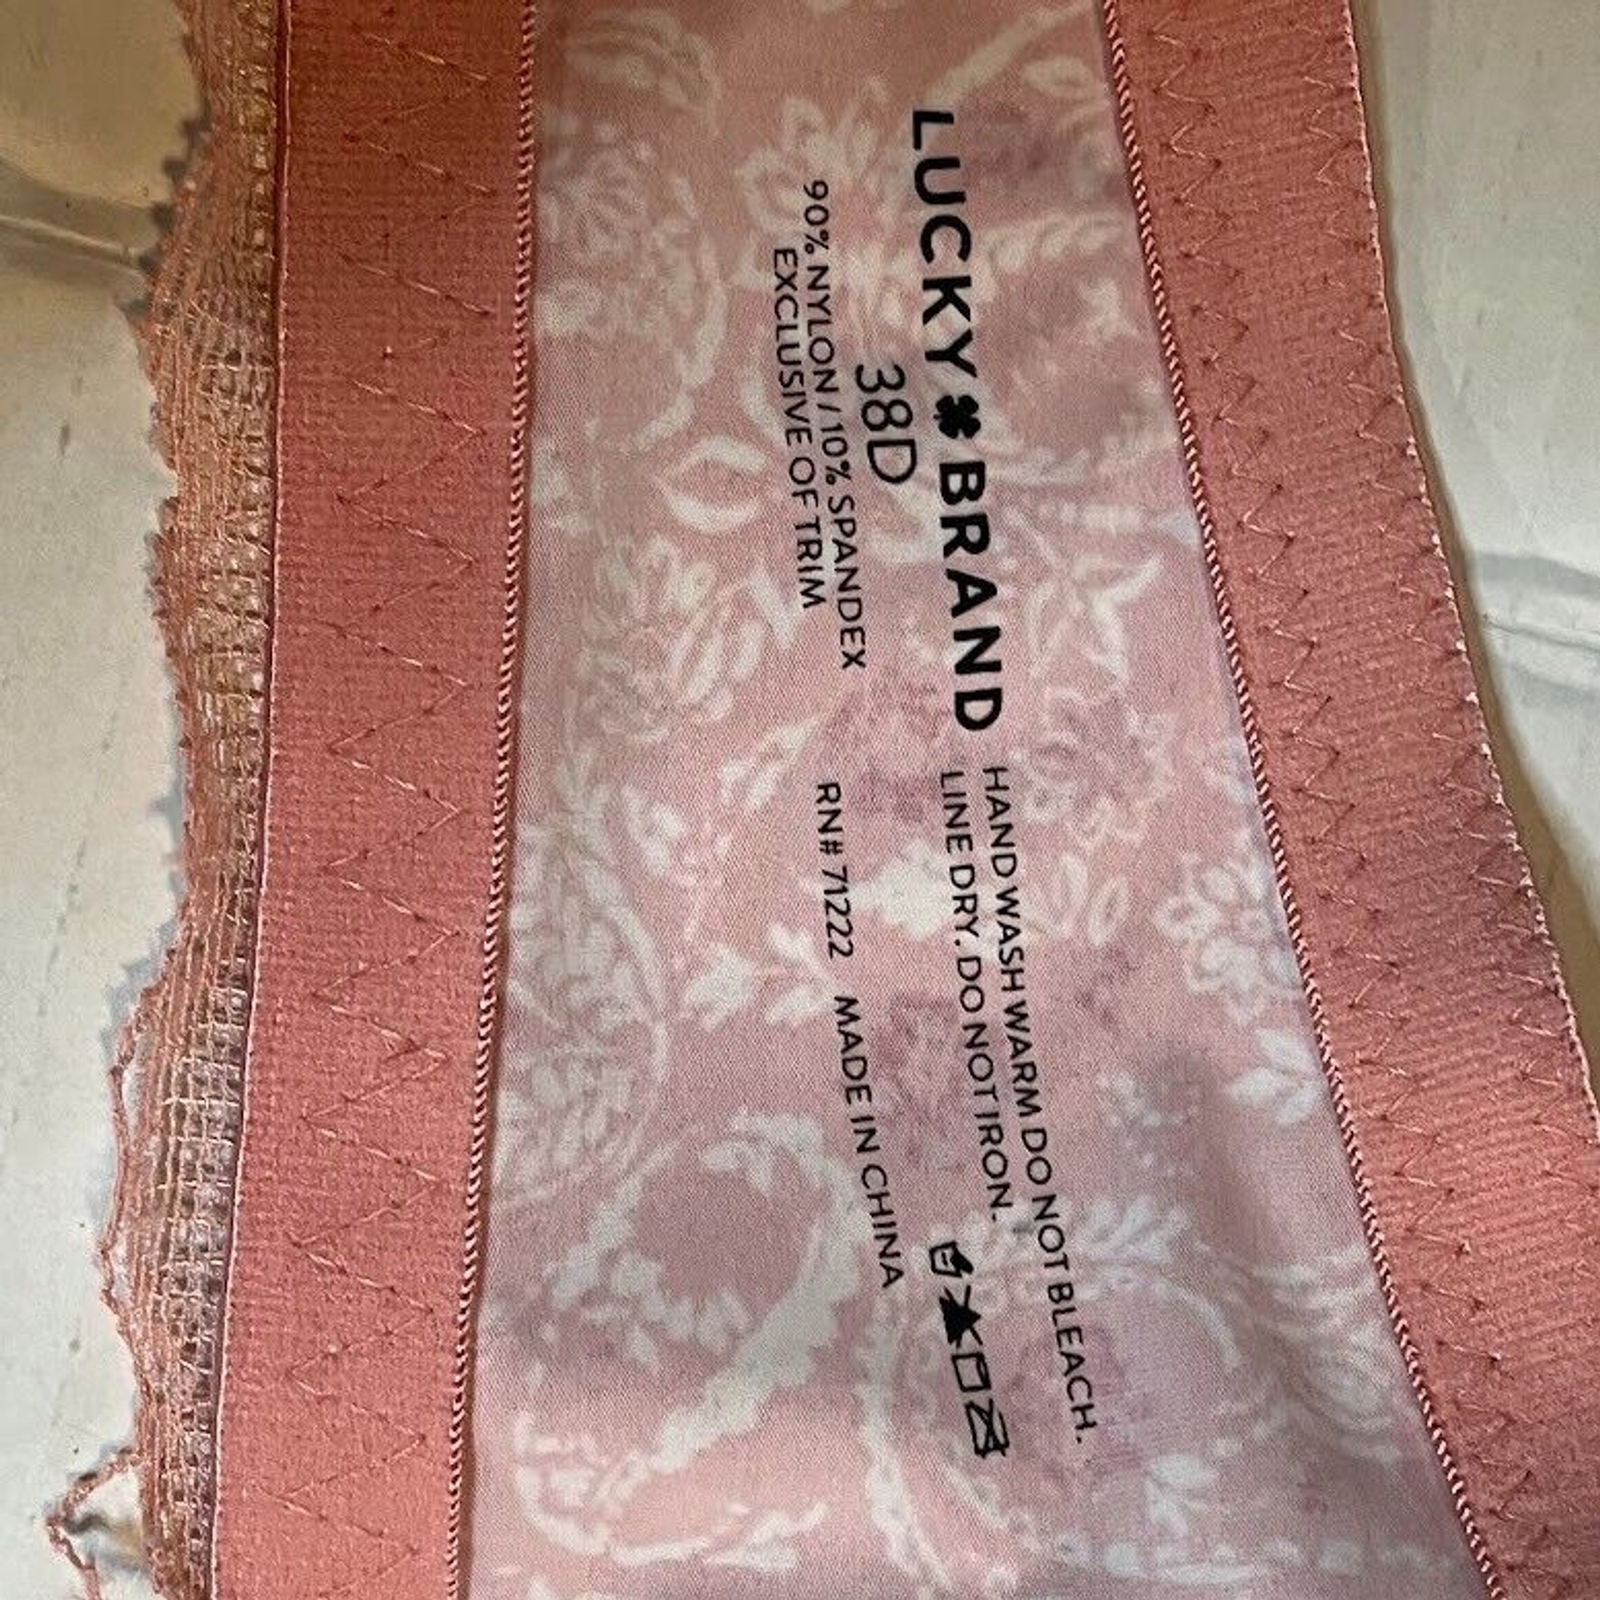 LUCKY BRAND
38D
90% NYLON / 10% SPANDEX
EXCLUSIVE OF TRIM
HAND WASH WARM DO NOT BLEACH.
LINE DRY. DO NOT IRON.
RN# 71222 MADE IN CHINA